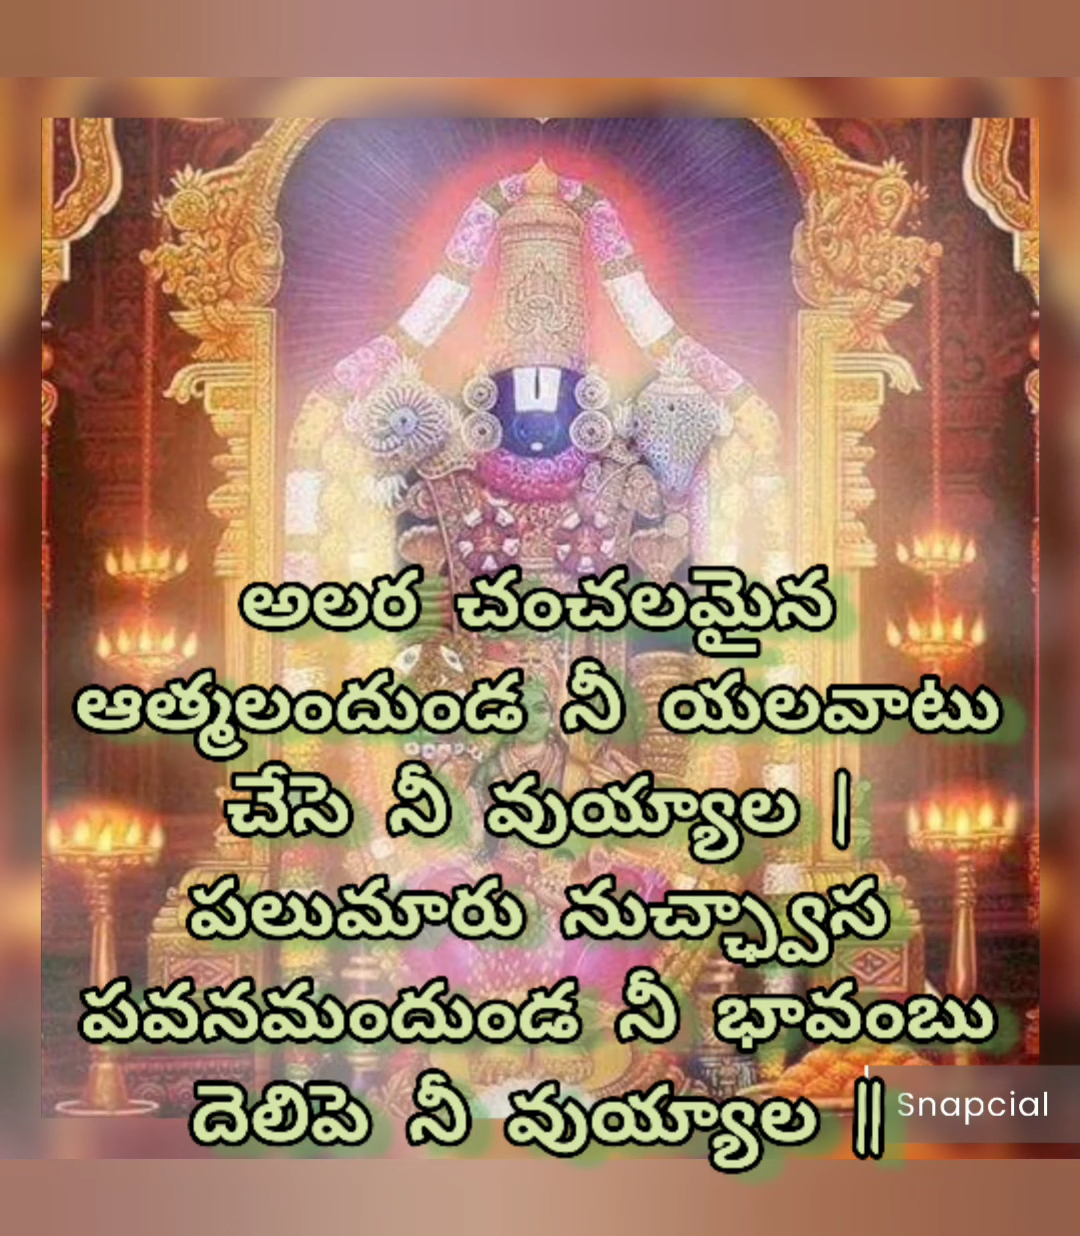 అలర చంచలమైన
ఆత్మలందుండ నీ యలవాటు
చేసె నీ వుయ్యాల |
పలుమారు నుచ్ఛ్వాస
పవనమందుండ నీ భావంబు
దెలిపె నీ వుయ్యాల ||
Snapcial